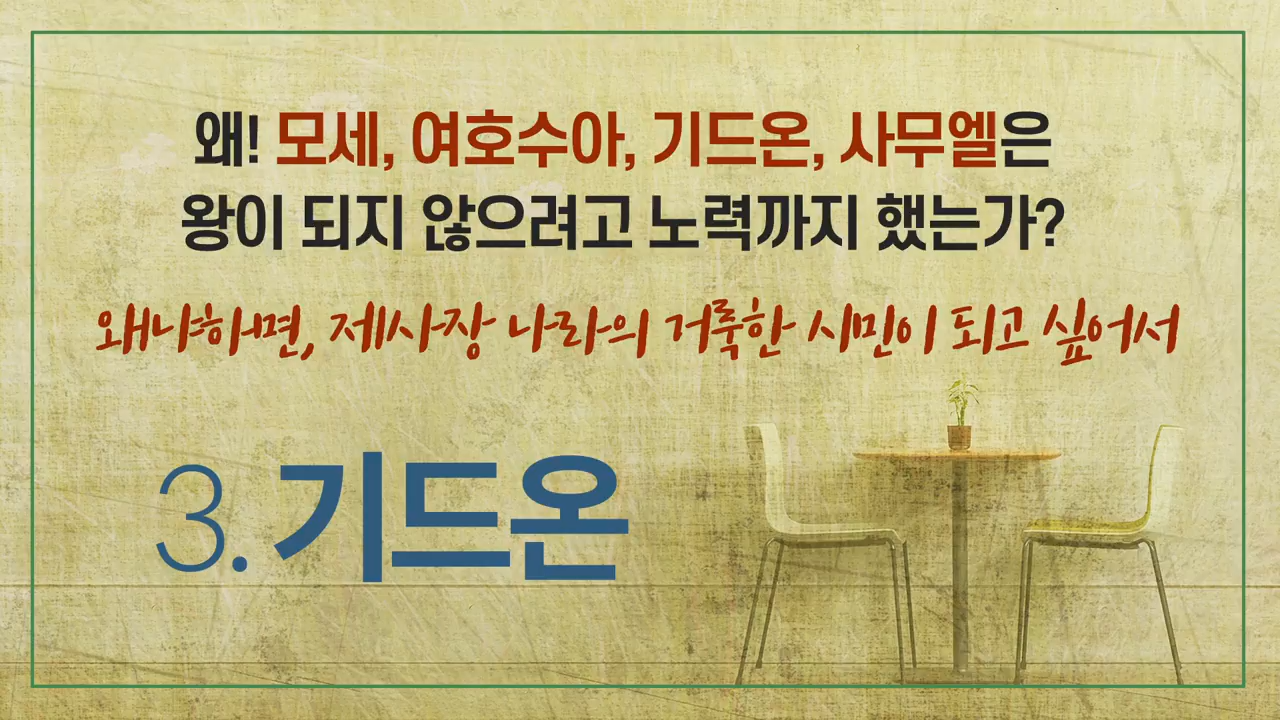 왜! 모세, 여호수아, 기드온, 사무엘은
왕이 되지 않으려고 노력까지 했는가?
왜냐하면, 제사장 나라의 거룩한 시민이 되고 싶어서
3. 기드온